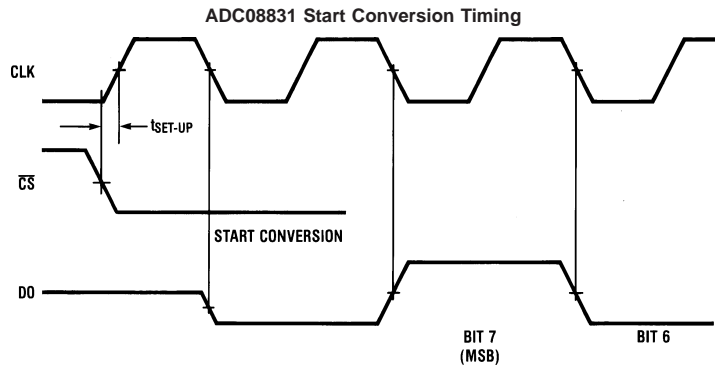 ADC08831 Start Conversion Timing
CLK
tSET-UP
CS
START CONVERSION
DO
BIT 7
(MSB)
BIT 6